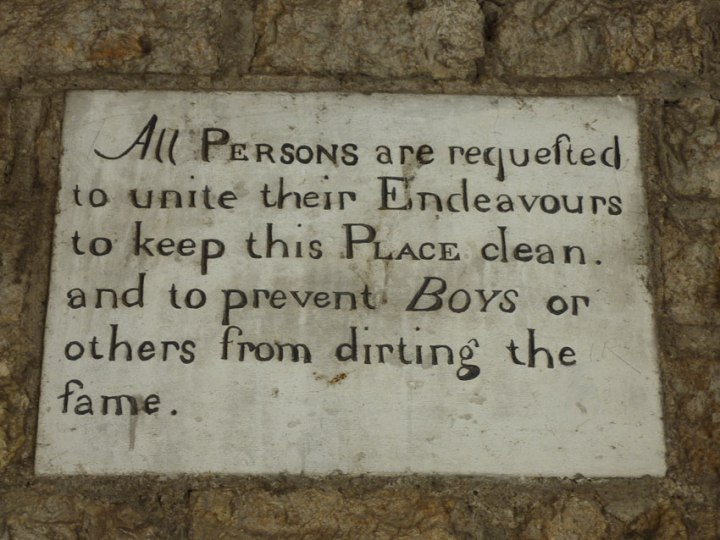 All PERSONS are requeſted
to unite their Endeavours
to keep this PLACE clean.
and to prevent BOYS or
others from dirting the
ſame.